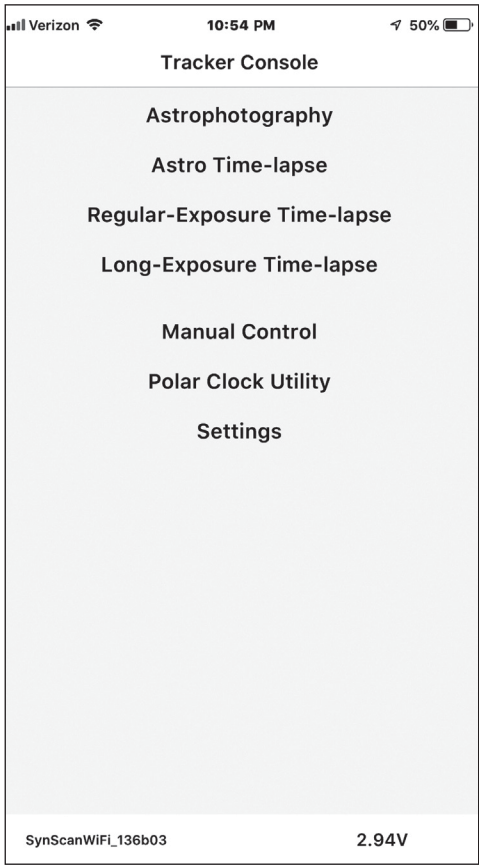 Verizon 10:54 PM 50%
Tracker Console
Astrophotography
Astro Time-lapse
Regular-Exposure Time-lapse
Long-Exposure Time-lapse
Manual Control
Polar Clock Utility
Settings
SynScanWiFi_136b03 2.94V